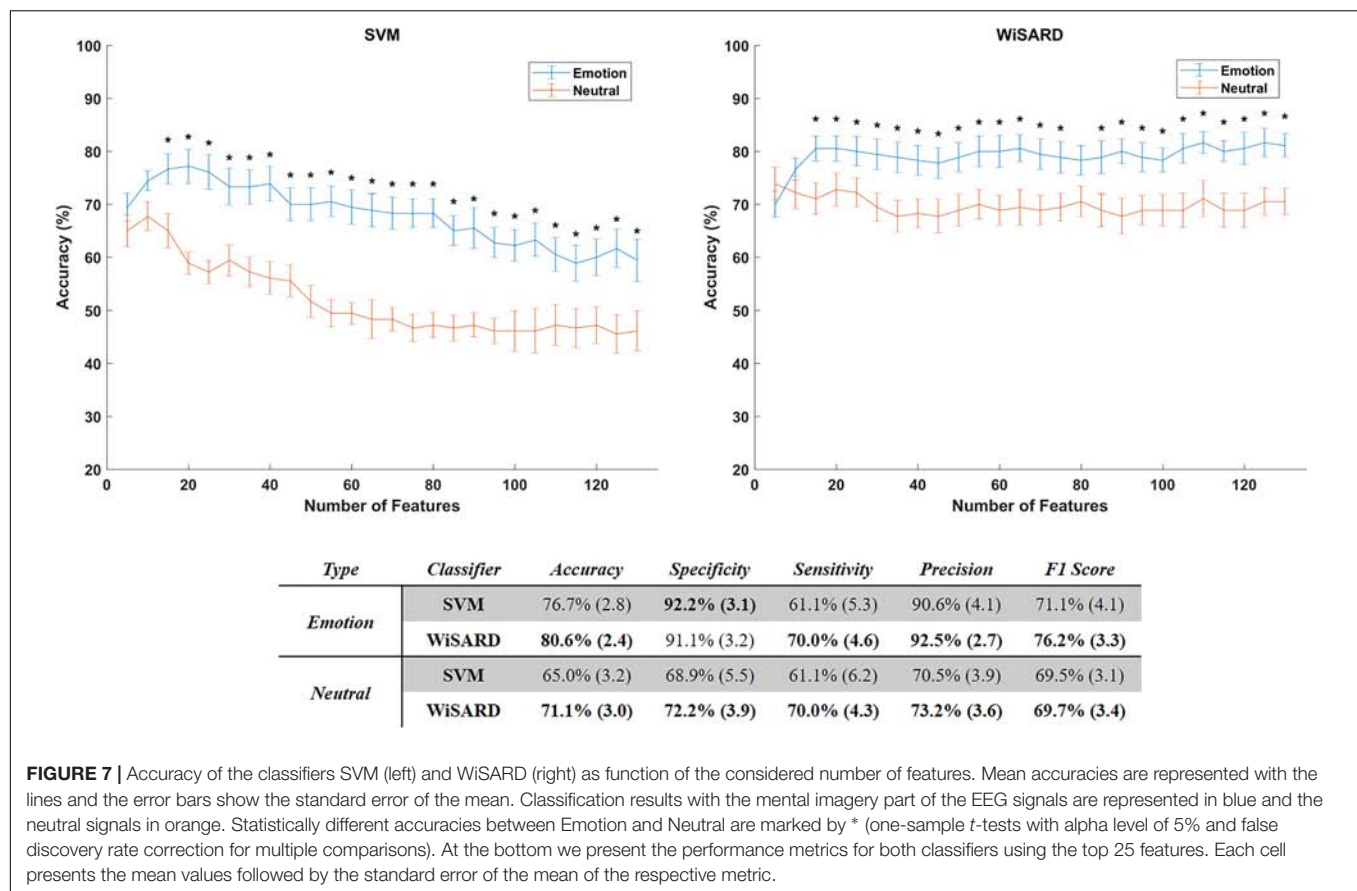 SVM
100
90
80
70
60
50
40
30
20
Accuracy (%)
Emotion
Neutral
0 20 40 60 80 100 120
Number of Features
WiSARD
100
90
80
70
60
50
40
30
20
Accuracy (%)
Emotion
Neutral
0 20 40 60 80 100 120
Number of Features
Type Classifier Accuracy Specificity Sensitivity Precision F1 Score
Emotion
SVM 76.7% (2.8) 92.2% (3.1) 61.1% (5.3) 90.6% (4.1) 71.1% (4.1)
WiSARD 80.6% (2.4) 91.1% (3.2) 70.0% (4.6) 92.5% (2.7) 76.2% (3.3)
Neutral
SVM 65.0% (3.2) 68.9% (5.5) 61.1% (6.2) 70.5% (3.9) 69.5% (3.1)
WiSARD 71.1% (3.0) 72.2% (3.9) 70.0% (4.3) 73.2% (3.6) 69.7% (3.4)
FIGURE 7 | Accuracy of the classifiers SVM (left) and WiSARD (right) as function of the considered number of features. Mean accuracies are represented with the
lines and the error bars show the standard error of the mean. Classification results with the mental imagery part of the EEG signals are represented in blue and the
neutral signals in orange. Statistically different accuracies between Emotion and Neutral are marked by * (one-sample t-tests with alpha level of 5% and false
discovery rate correction for multiple comparisons). At the bottom we present the performance metrics for both classifiers using the top 25 features. Each cell
presents the mean values followed by the standard error of the mean of the respective metric.